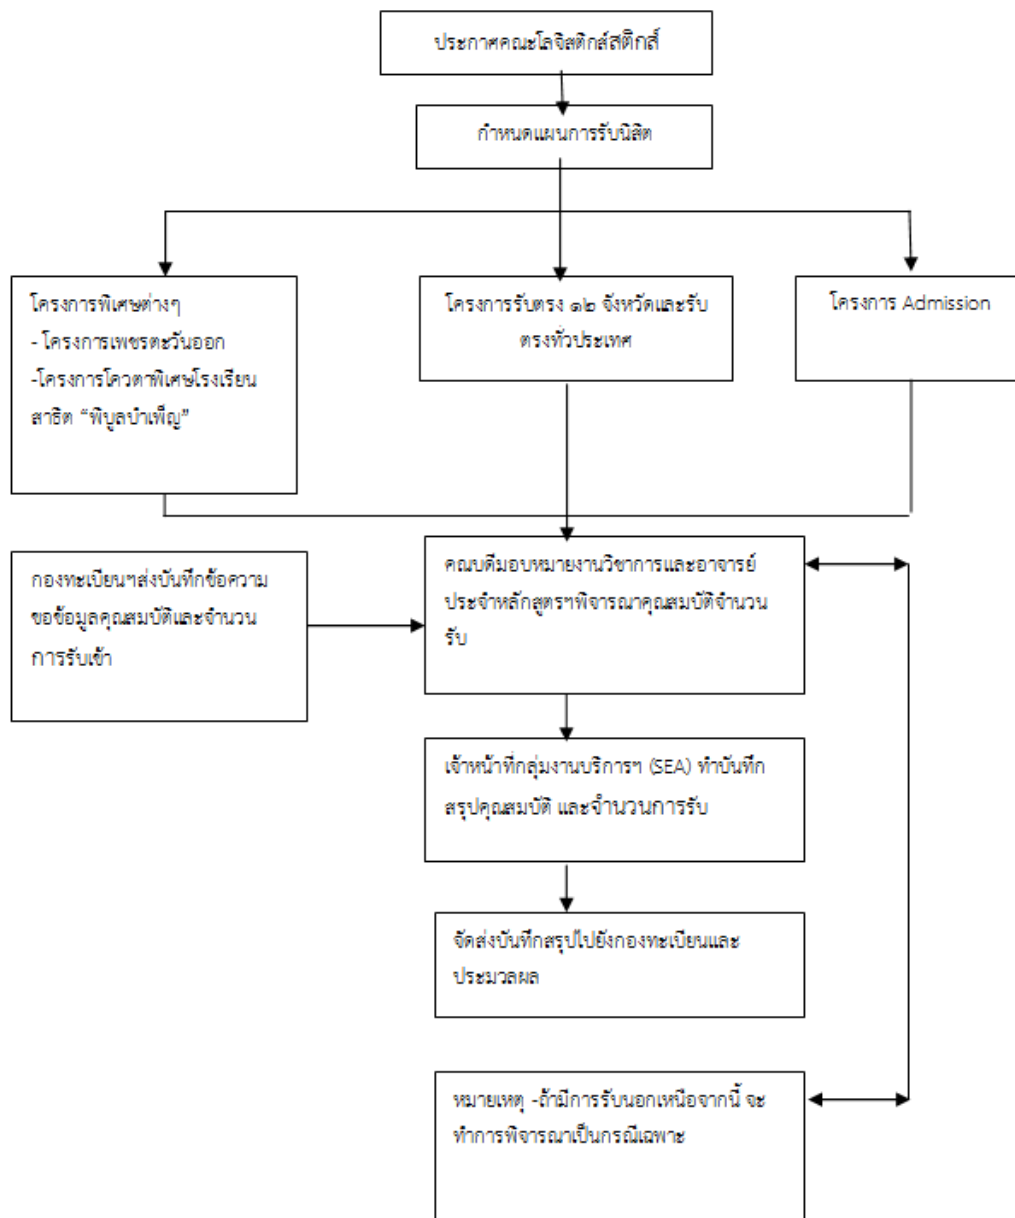 ประกาศคณะโลจิสติกส์สติกส์
กำหนดแผนการรับนิสิต
โครงการพิเศษต่างๆ
- โครงการเพชรตะวันออก
-โครงการโควตาพิเศษโรงเรียน
สาธิต “พิบูลบำเพ็ญ”
โครงการรับตรง ๑๒ จังหวัดและรับ
ตรงทั่วประเทศ
โครงการ Admission
กองทะเบียนฯส่งบันทึกข้อความ
ขอข้อมูลคุณสมบัติและจำนวน
การรับเข้า
คณบดีมอบหมายงานวิชาการและอาจารย์
ประจำหลักสูตรฯพิจารณาคุณสมบัติจำนวน
รับ
เจ้าหน้าที่กลุ่มงานบริการฯ (SEA) ทำบันทึก
สรุปคุณสมบัติ และจำนวนการรับ
จัดส่งบันทึกสรุปไปยังกองทะเบียนและ
ประมวลผล
หมายเหตุ -ถ้ามีการรับนอกเหนือจากนี้ จะ
ทำการพิจารณาเป็นกรณีเฉพาะ